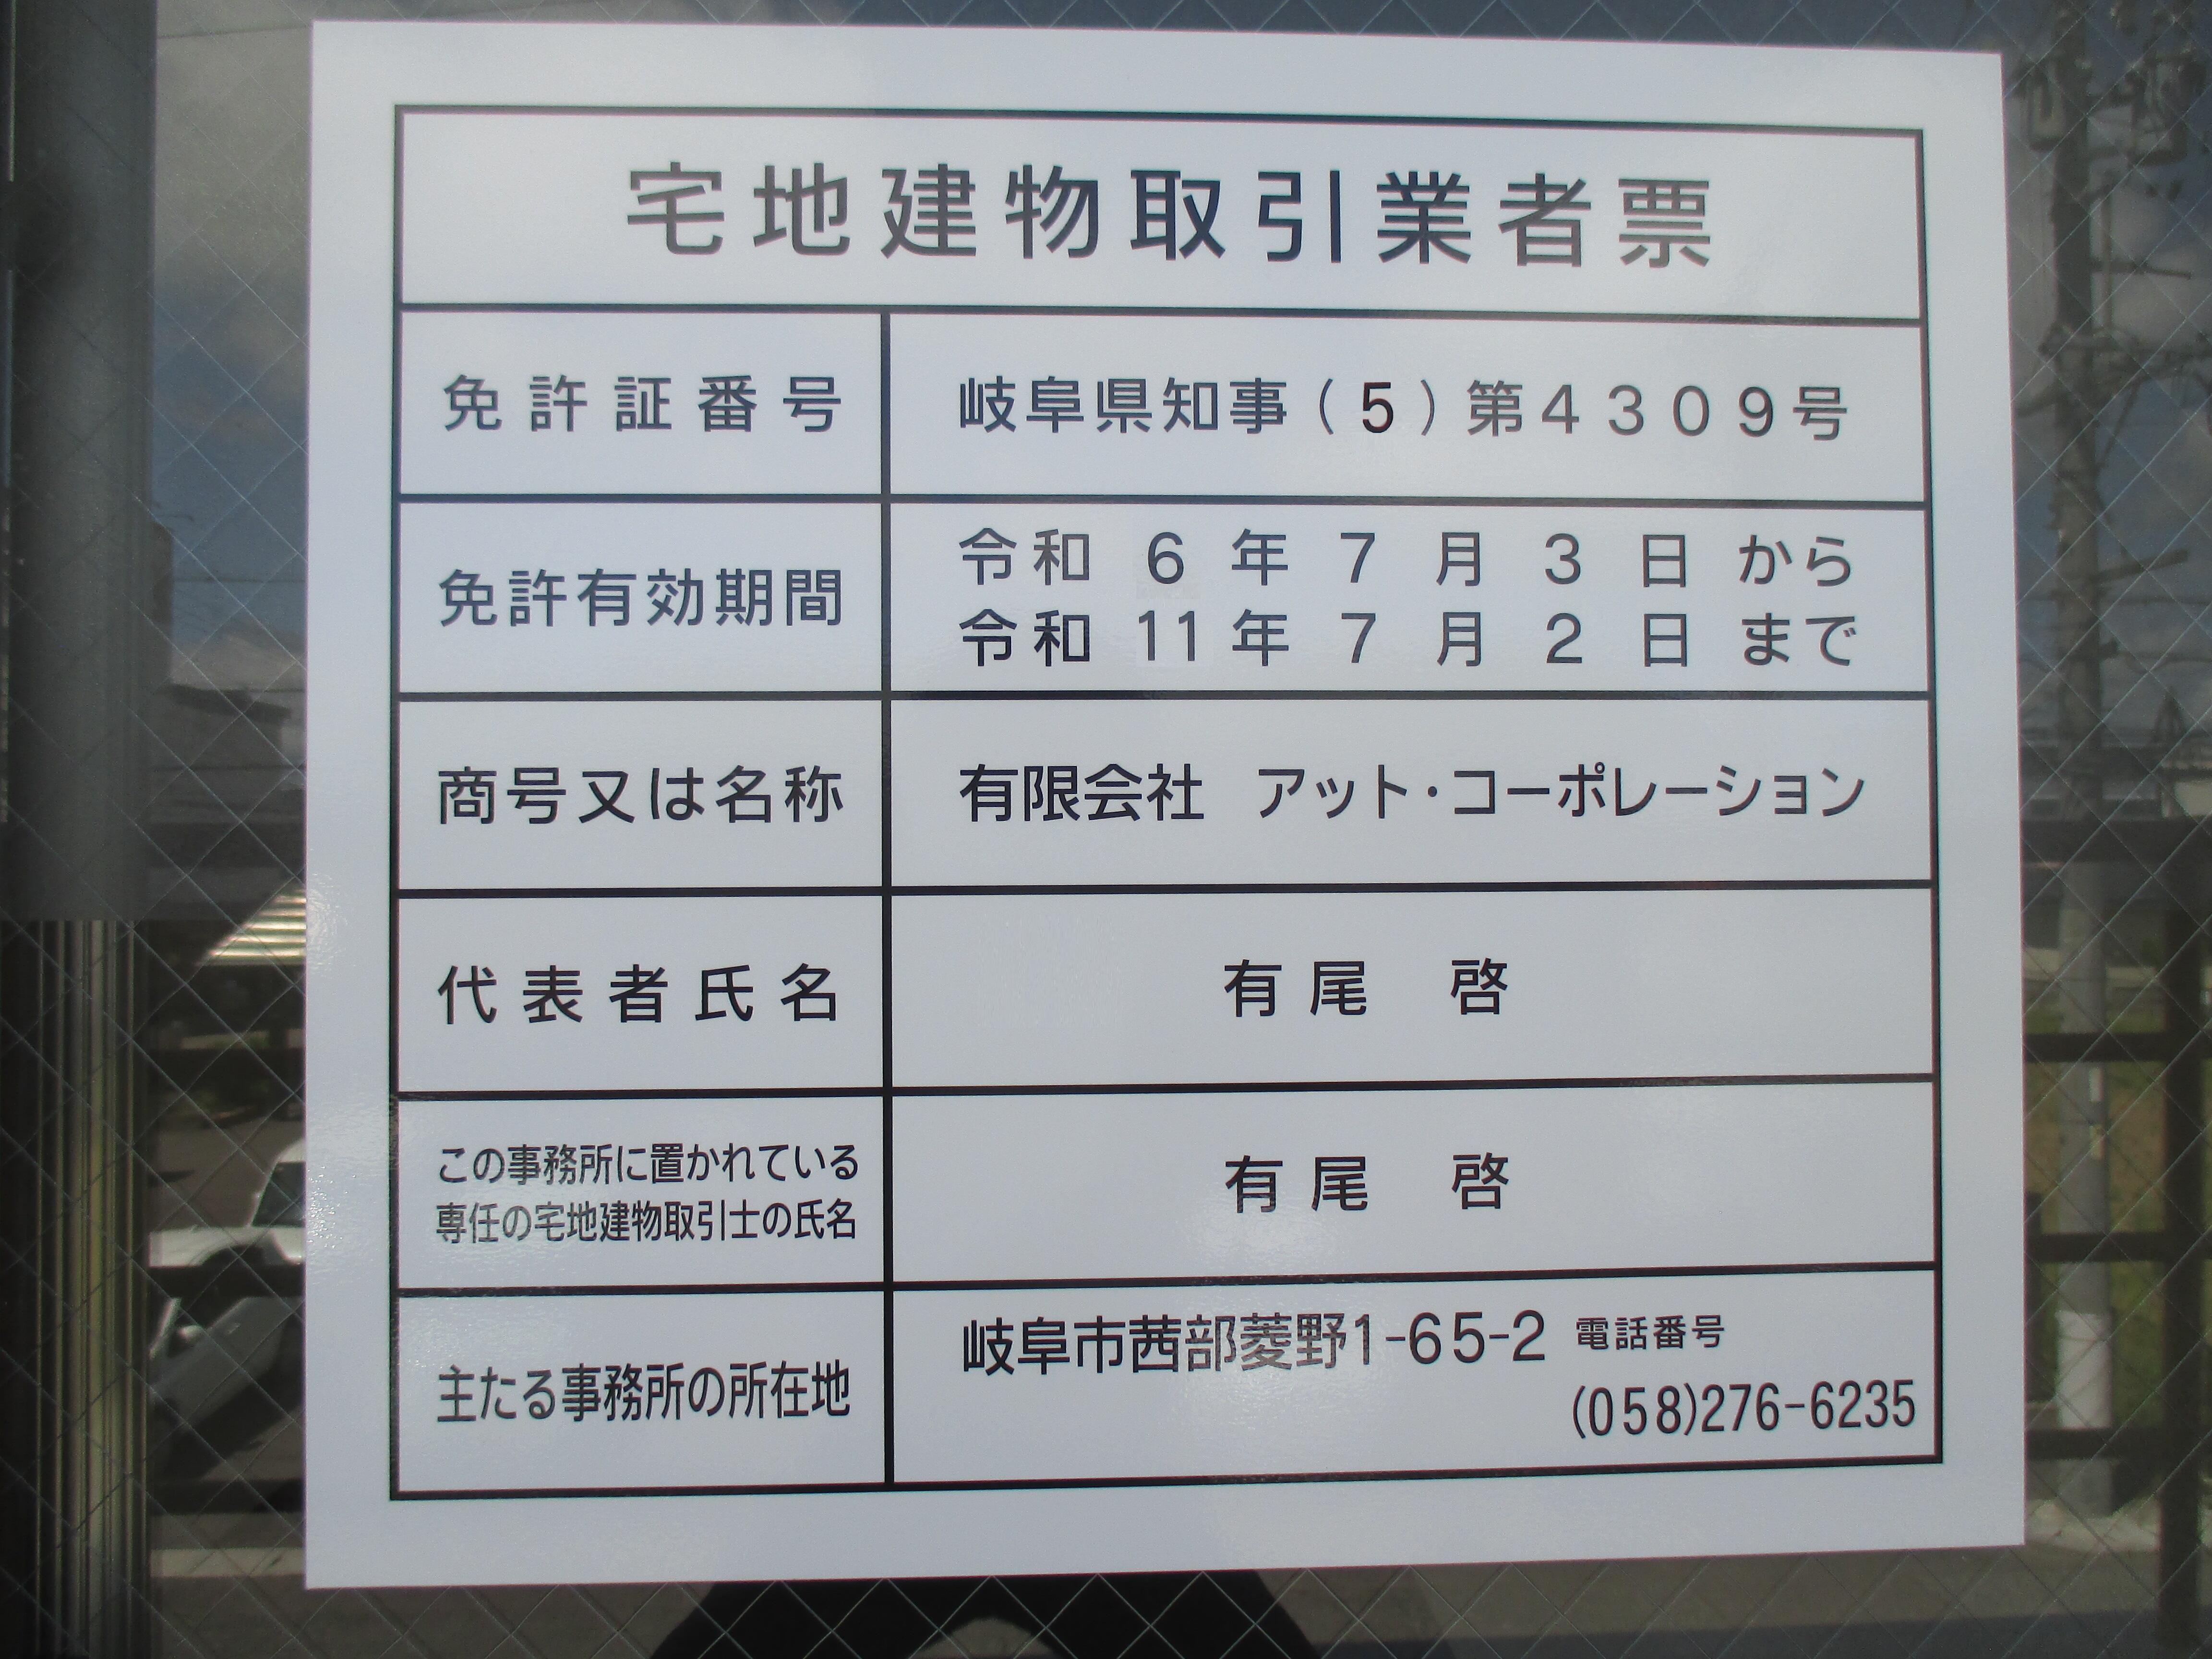 宅地建物取引業者票
免許証番号
岐阜県知事(5)第4309号
免許有効期間
令和 6 年 7 月 3 日 から
令和 11 年 7 月 2 日 まで
商号又は名称
有限会社 アット・コーポレーション
代表者氏名
有尾 啓
この事務所に置かれている
専任の宅地建物取引士の氏名
有尾 啓
主たる事務所の所在地
岐阜市茜部菱野1-65-2 電話番号
(058)276-6235